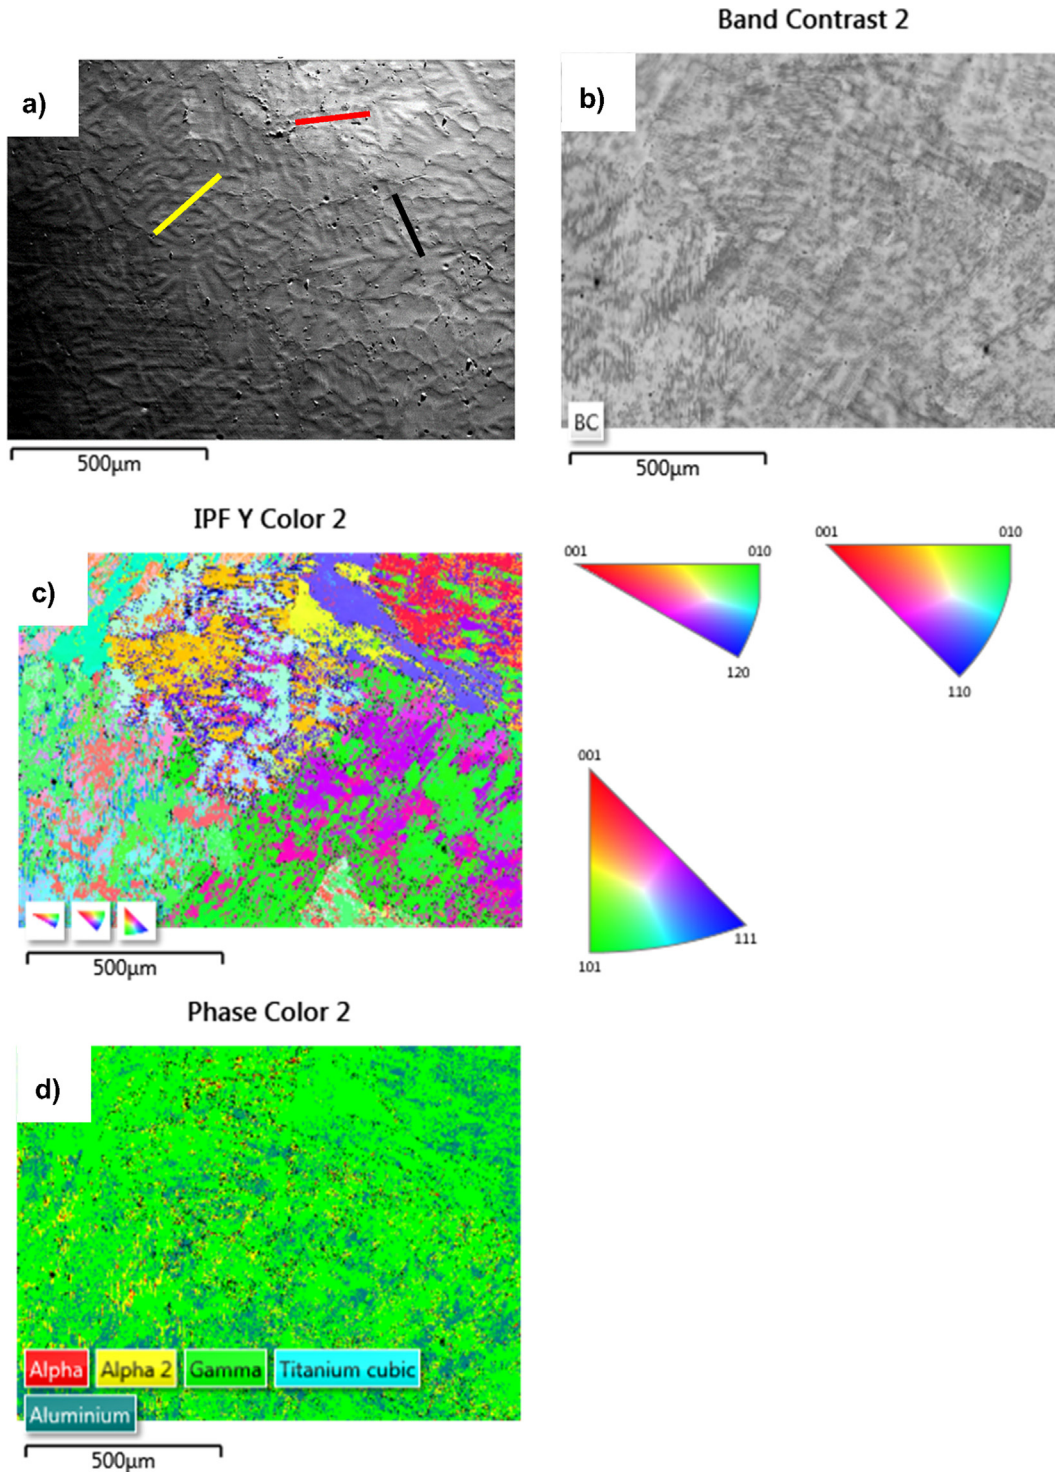 Band Contrast 2
a)
b)
BC
500µm
500µm
IPF Y Color 2
c)
001
010
120
001
010
110
001
101
111
500µm
Phase Color 2
d)
Alpha
Alpha 2
Gamma
Titanium cubic
Aluminium
500µm